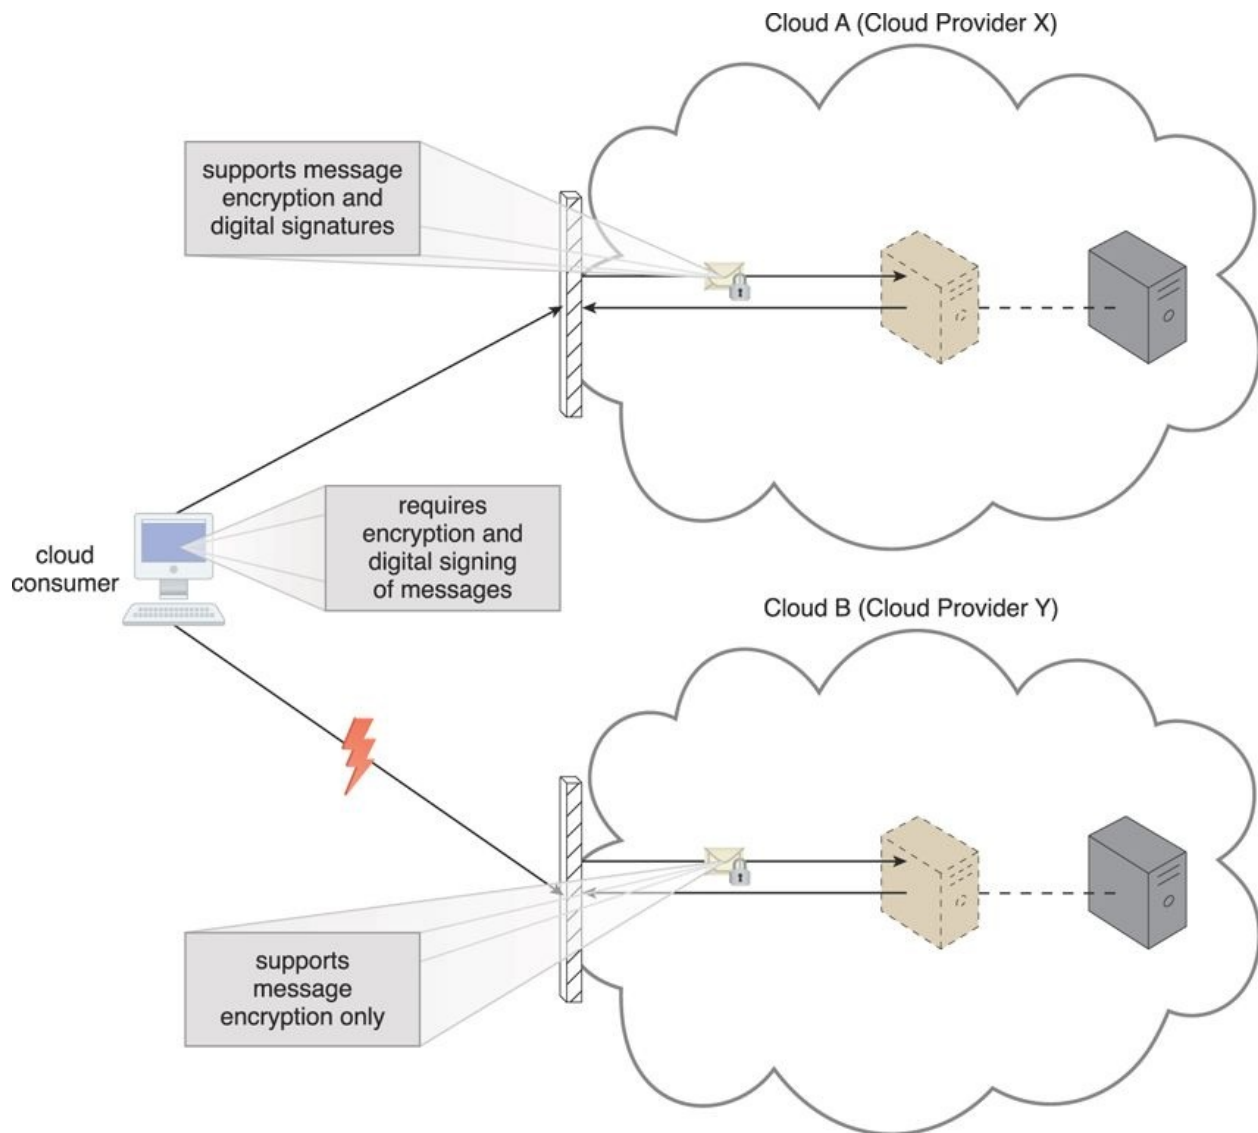 Cloud A (Cloud Provider X)
supports message
encryption and
digital signatures
cloud
consumer
requires
encryption and
digital signing
of messages
Cloud B (Cloud Provider Y)
supports
message
encryption only